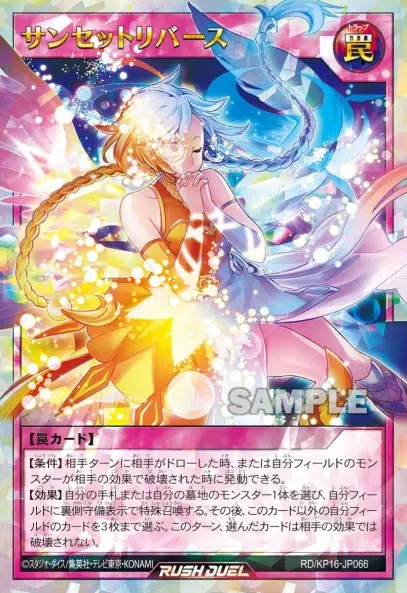 サンセットリバース
トラップ
罠
SAMPLE
【罠カード】
【条件】相手ターンに相手がドローした時、または自分フィールドのモン
スターが相手の効果で破壊された時に発動できる。
【効果】自分の手札または自分の墓地のモンスター1体を選び、自分フィー
ルドに裏側守備表示で特殊召喚する。その後、このカード以外の自分フィー
ルドのカードを3枚まで選ぶ。このターン、選んだカードは相手の効果では
破壊されない。
©スタジオ・ダイス/集英社・テレビ東京・KONAMI
RUSH DUEL
RD/KP16-JP066